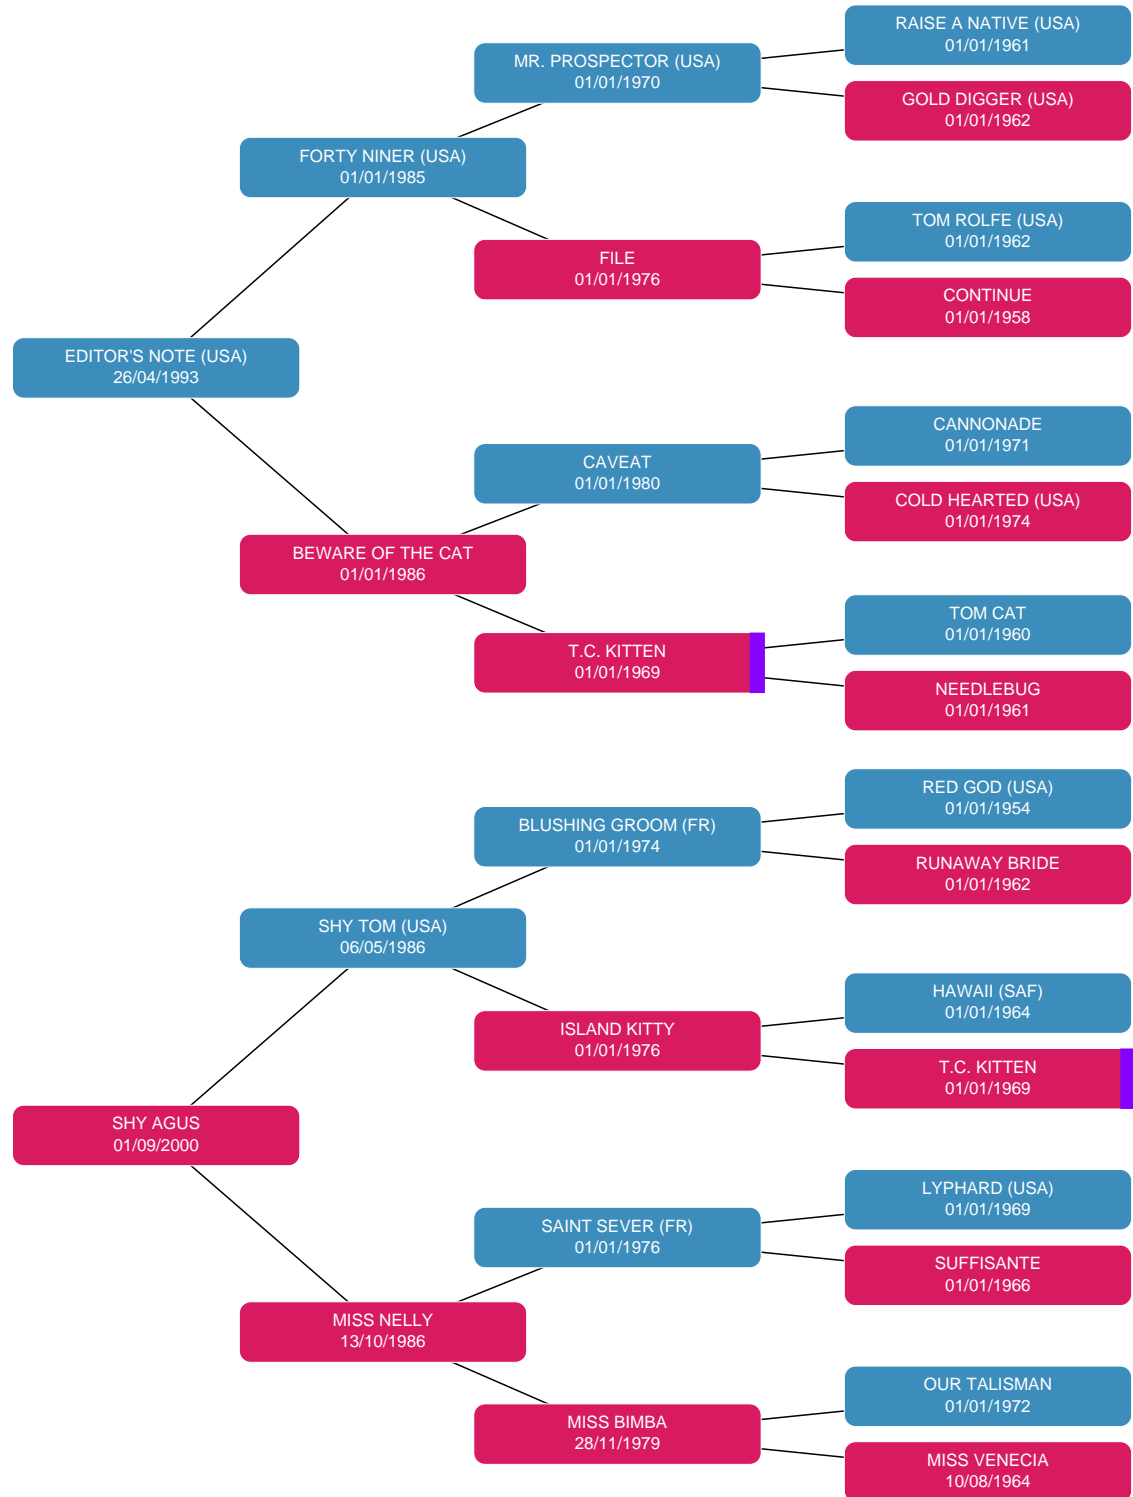 RAISE A NATIVE (USA)
01/01/1961
MR. PROSPECTOR (USA)
01/01/1970
GOLD DIGGER (USA)
01/01/1962
FORTY NINER (USA)
01/01/1985
TOM ROLFE (USA)
01/01/1962
FILE
01/01/1976
CONTINUE
01/01/1958
EDITOR'S NOTE (USA)
26/04/1993
CANNONADE
01/01/1971
CAVEAT
01/01/1980
COLD HEARTED (USA)
01/01/1974
BEWARE OF THE CAT
01/01/1986
TOM CAT
01/01/1960
T.C. KITTEN
01/01/1969
NEEDLEBUG
01/01/1961
RED GOD (USA)
01/01/1954
BLUSHING GROOM (FR)
01/01/1974
RUNAWAY BRIDE
01/01/1962
SHY TOM (USA)
06/05/1986
HAWAII (SAF)
01/01/1964
ISLAND KITTY
01/01/1976
T.C. KITTEN
01/01/1969
SHY AGUS
01/09/2000
LYPHARD (USA)
01/01/1969
SAINT SEVER (FR)
01/01/1976
SUFFISANTE
01/01/1966
MISS NELLY
13/10/1986
OUR TALISMAN
01/01/1972
MISS BIMBA
28/11/1979
MISS VENECIA
10/08/1964